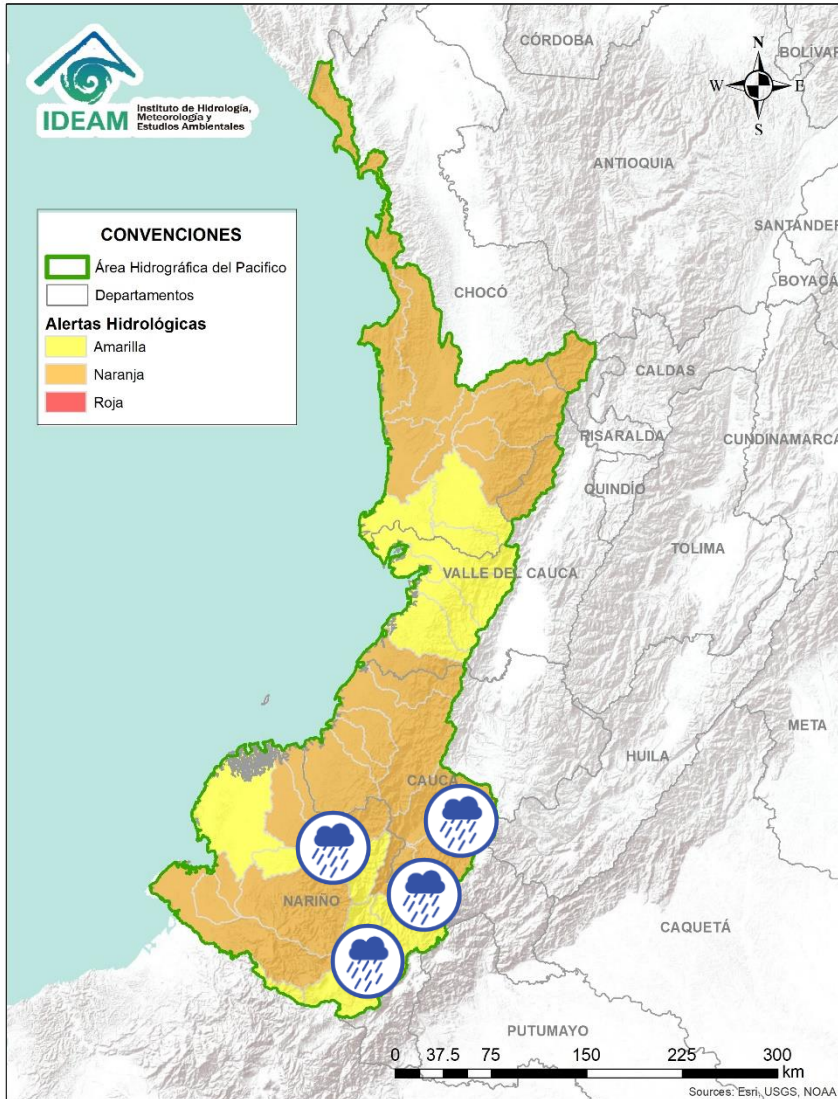 CÓRDOBA
BOLÍVAR
N
W
E
S
IDEAM
Instituto de Hidrología,
Meteorología y
Estudios Ambientales
ANTIOQUIA
CONVENCIONES
Área Hidrográfica del Pacifico
Departamentos
Alertas Hidrológicas
Amarilla
Naranja
Roja
SANTANDER
BOYACÁ
CHOCÓ
CALDAS
RISARALDA
CUNDINAMARCA
QUINDÍO
TOLIMA
VALLE DEL CAUCA
META
HUILA
CAUCA
NARIÑO
CAQUETÁ
PUTUMAYO
0 37.5 75 150 225 300
km
Sources: Esri, USGS, NOAA